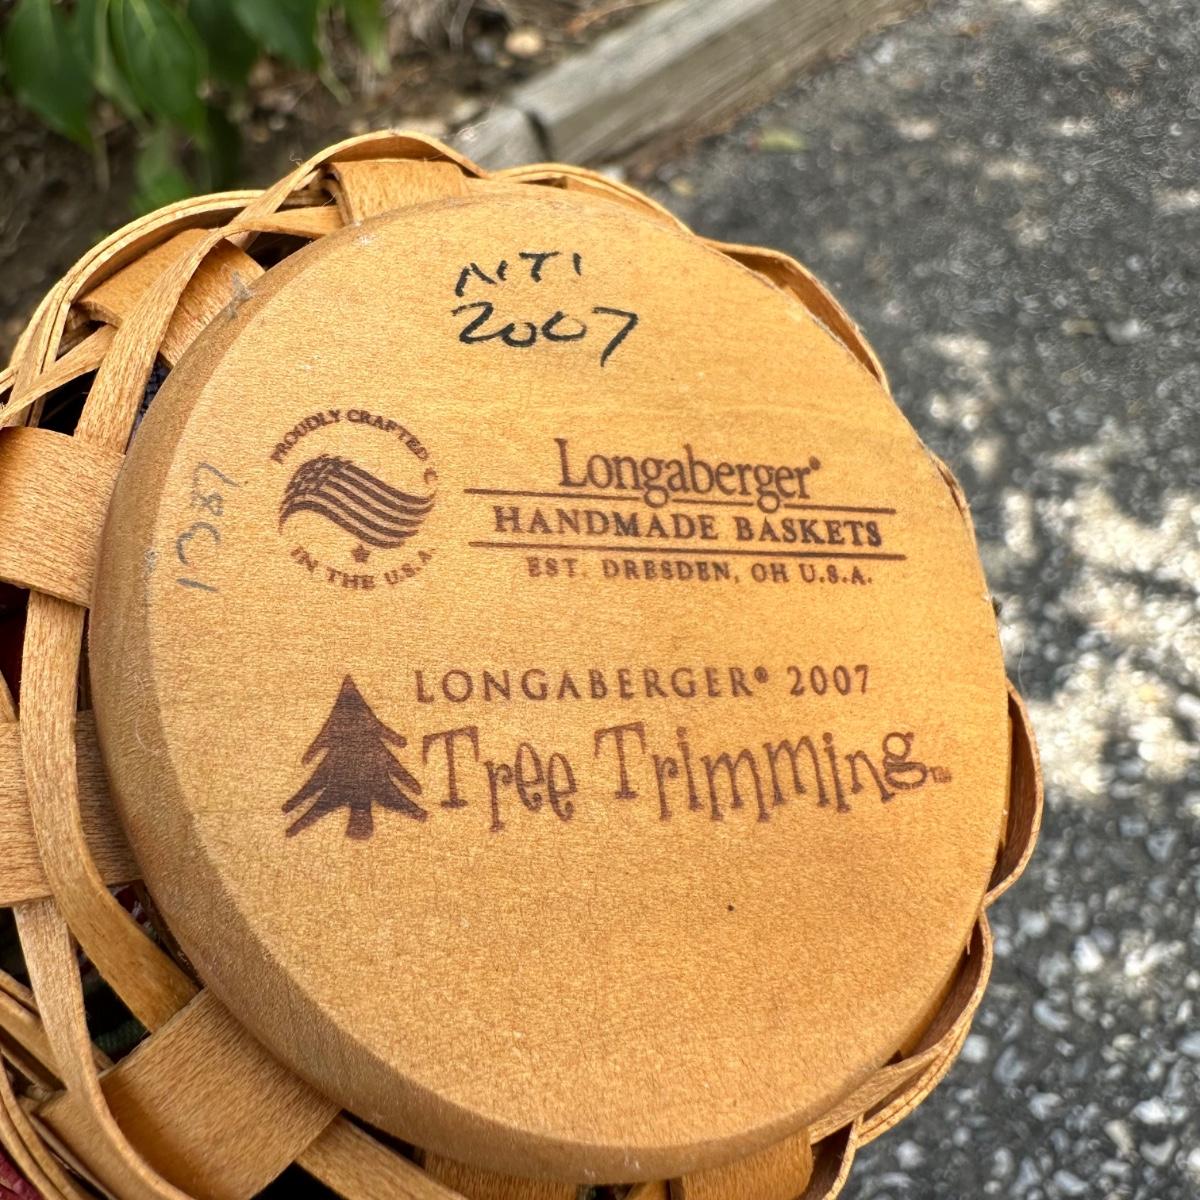 NTI
2007
PROUDLY CRAFTED
IN THE U.S.A.
Longaberger®
HANDMADE BASKETS
EST. DRESDEN, OH U.S.A.
LONGABERGER® 2007
Tree Trimming™